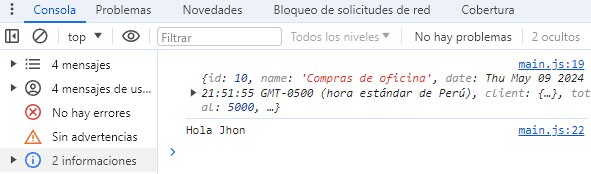 Consola Problemas Novedades Bloqueo de solicitudes de red Cobertura
top Filtrar Todos los niveles No hay problemas 2 ocultos
4 mensajes
4 mensajes de us...
No hay errores
Sin advertencias
2 informaciones
main.js:19
{id: 10, name: 'Compras de oficina', date: Thu May 09 2024
21:51:55 GMT-0500 (hora estándar de Perú), client: {…}, tot
al: 5000, …}
Hola Jhon main.js:22